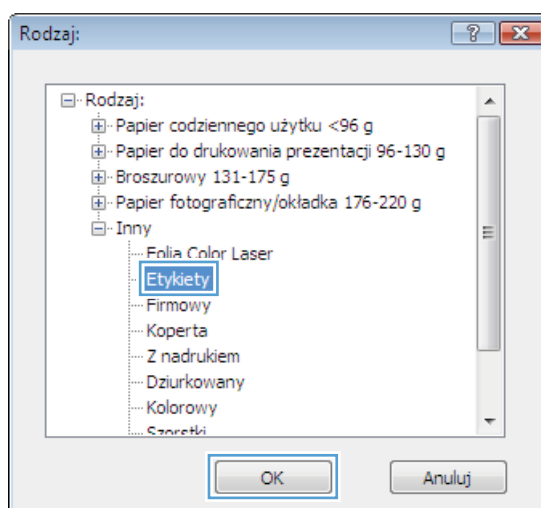 Rodzaj:
Rodzaj:
Papier codziennego użytku <96 g
Papier do drukowania prezentacji 96-130 g
Broszurowy 131-175 g
Papier fotograficzny/okładka 176-220 g
Inny
Folia Color Laser
Etykiety
Firmowy
Koperta
Z nadrukiem
Dziurkowany
Kolorowy
Szorstki
OK Anuluj